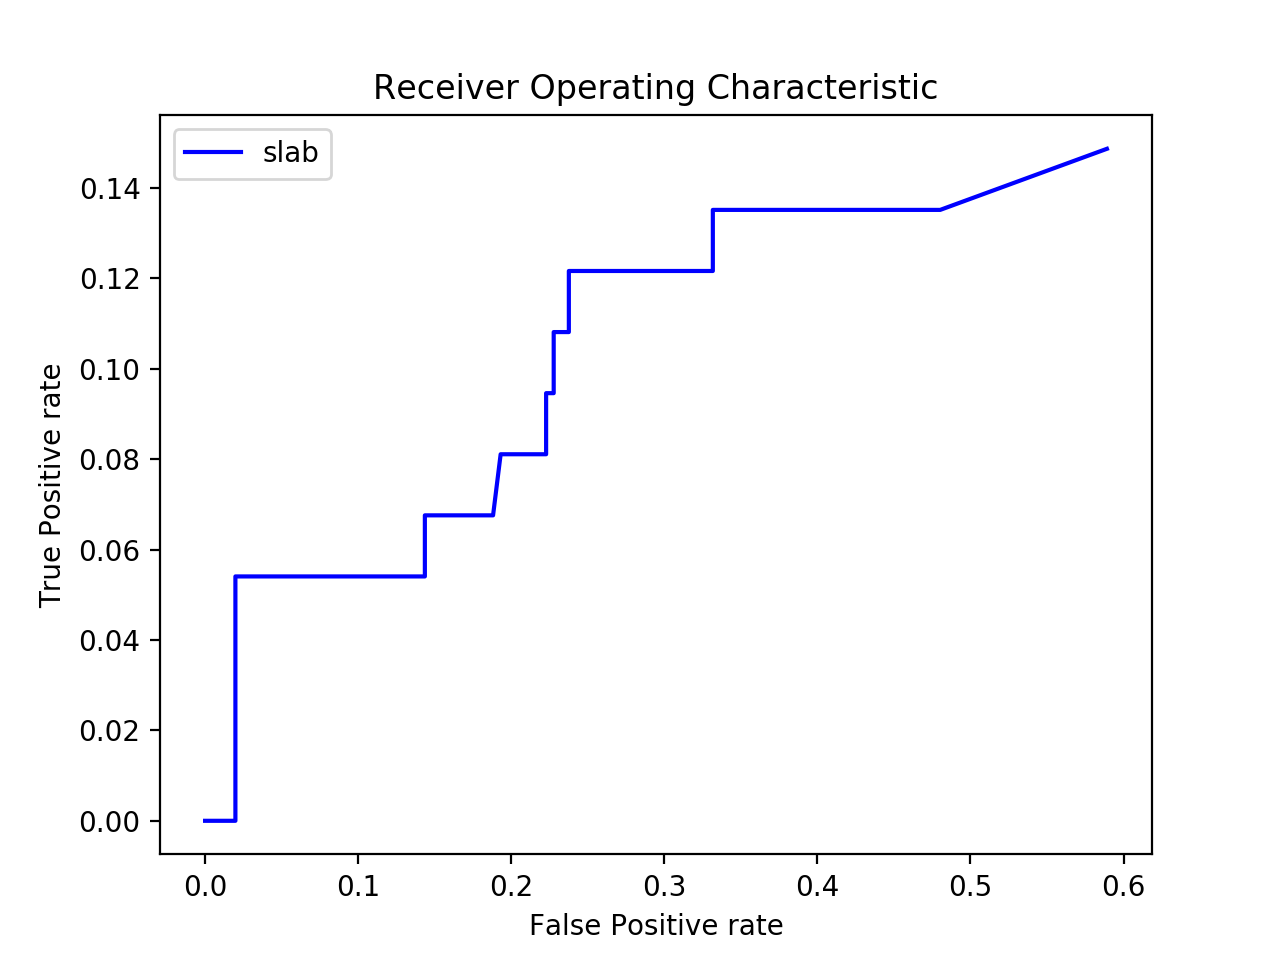 Receiver Operating Characteristic
slab
0.14
0.12
0.10
0.08
0.06
0.04
0.02
0.00
True Positive rate
0.0 0.1 0.2 0.3 0.4 0.5 0.6
False Positive rate